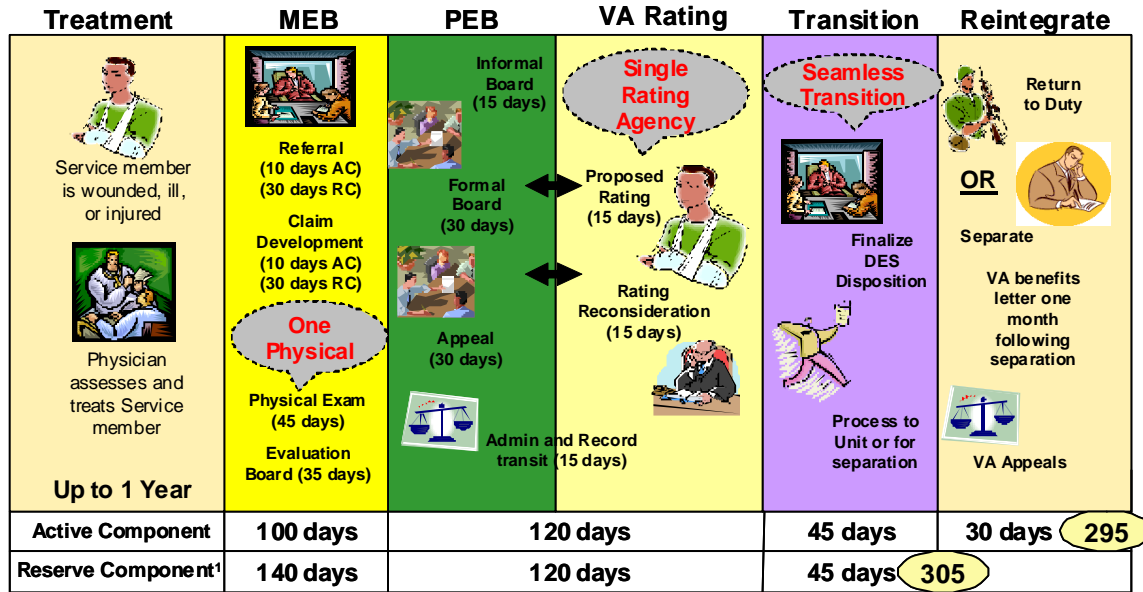 Treatment
MEB
PEB
VA Rating
Transition
Reintegrate
Service member
is wounded, ill,
or injured
Physician
assesses and
treats Service
member
Up to 1 Year
Referral
(10 days AC)
(30 days RC)
Claim
Development
(10 days AC)
(30 days RC)
One
Physical
Physical Exam
(45 days)
Evaluation
Board (35 days)
Informal
Board
(15 days)
Formal
Board
(30 days)
Appeal
(30 days)
Admin and Record
transit (15 days)
Single
Rating
Agency
Proposed
Rating
(15 days)
Rating
Reconsideration
(15 days)
Seamless
Transition
Finalize
DES
Disposition
Process to
Unit or for
separation
Return
to Duty
OR
Separate
VA benefits
letter one
month
following
separation
VA Appeals
Active Component
100 days
120 days
45 days
30 days
295
Reserve Component¹
140 days
120 days
45 days
305